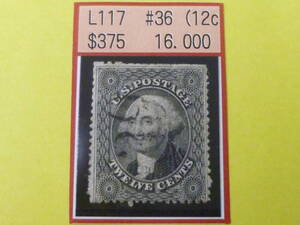 L117 #36 (12c
$375 16.000
U.S. POSTAGE
TWELVE CENTS